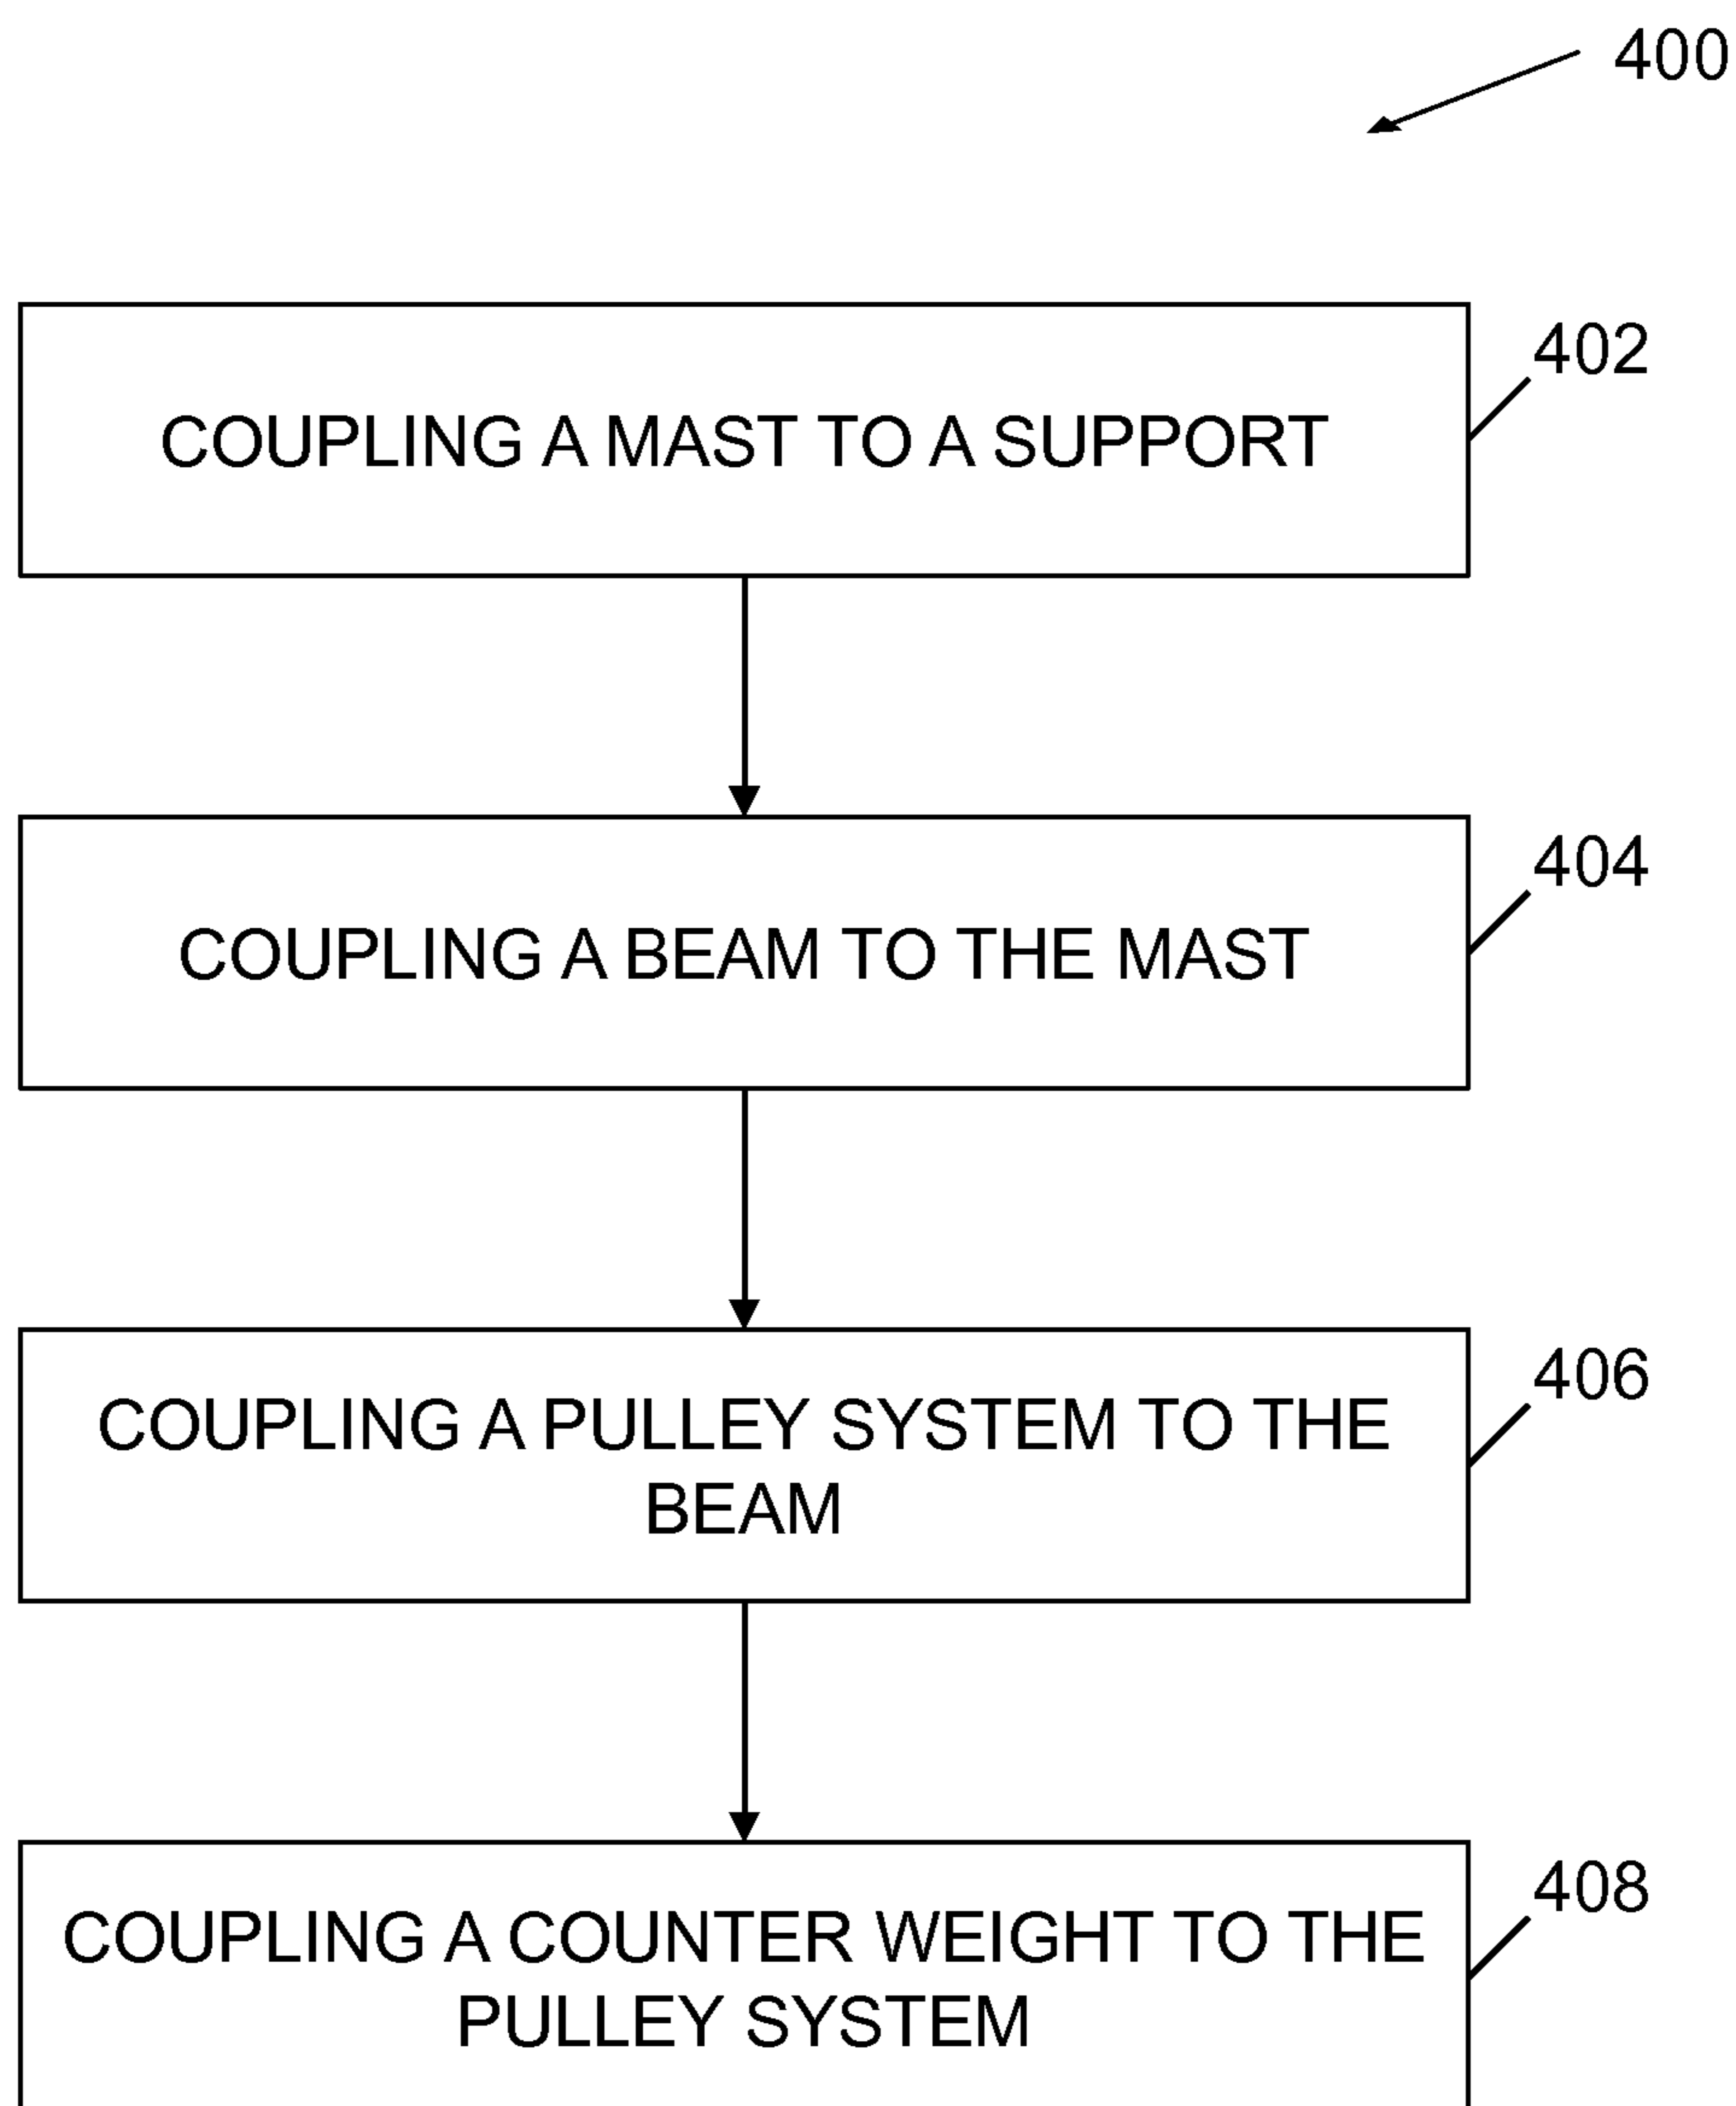 400
402
COUPLING A MAST TO A SUPPORT
404
COUPLING A BEAM TO THE MAST
406
COUPLING A PULLEY SYSTEM TO THE
BEAM
408
COUPLING A COUNTER WEIGHT TO THE
PULLEY SYSTEM